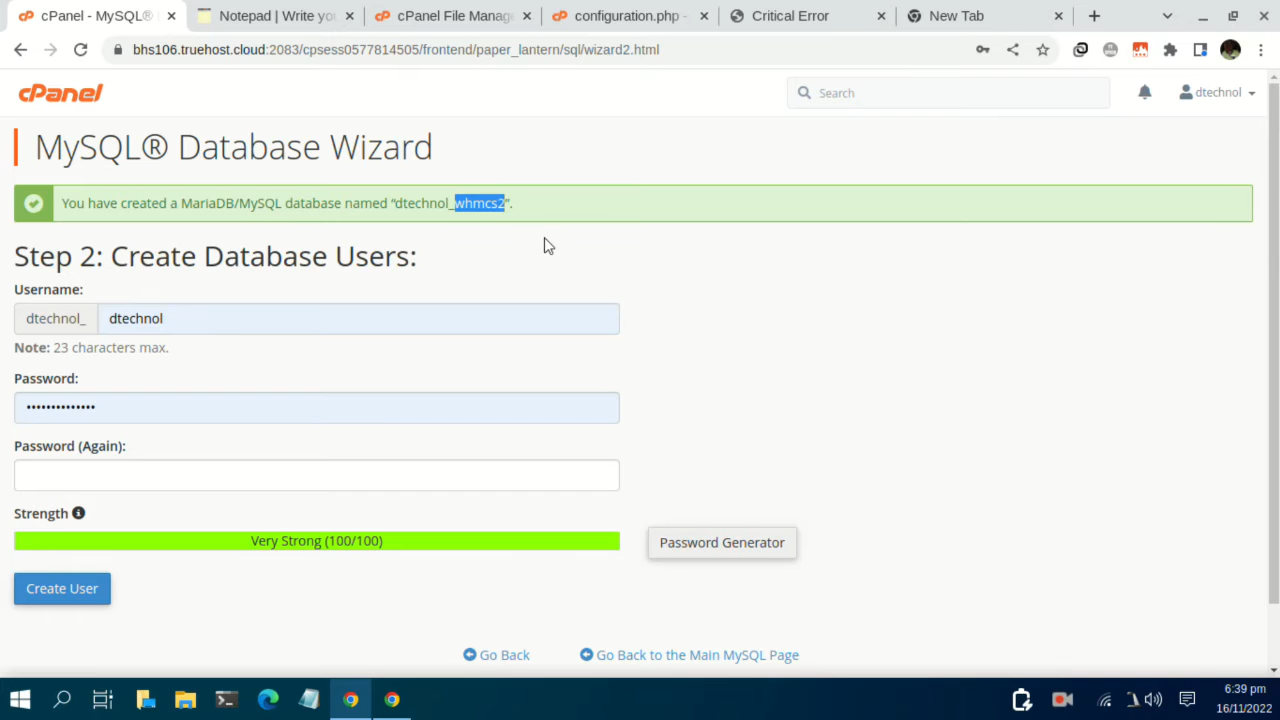 cPanel - MySQL®
Notepad | Write you
cPanel File Manage
configuration.php -
Critical Error
New Tab
bhs106.truehost.cloud:2083/cpsess0577814505/frontend/paper_lantern/sql/wizard2.html
cPanel
Search
dtechnol
MySQL® Database Wizard
You have created a MariaDB/MySQL database named “dtechnol_whmcs2”.
Step 2: Create Database Users:
Username:
dtechnol_
dtechnol
Note: 23 characters max.
Password:
••••••••••••••
Password (Again):
Strength
Very Strong (100/100)
Password Generator
Create User
Go Back
Go Back to the Main MySQL Page
6:39 pm
16/11/2022